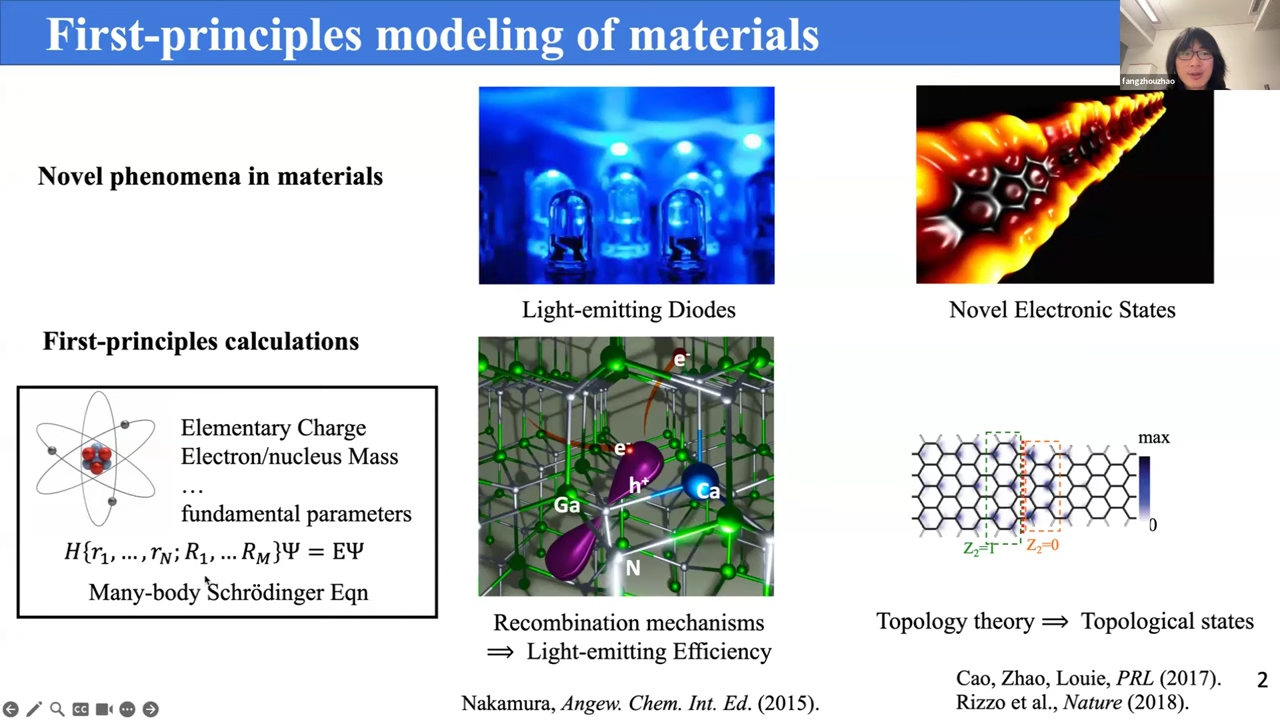 First-principles modeling of materials
fangzhouzhao
Novel phenomena in materials
Light-emitting Diodes
Novel Electronic States
First-principles calculations
Elementary Charge
Electron/nucleus Mass
…
fundamental parameters
H{r₁, …, r_N; R₁, … R_M}Ψ = EΨ
Many-body Schrödinger Eqn
e⁻
e⁻
h⁺
Ga
Ca
N
Recombination mechanisms
⟹ Light-emitting Efficiency
max
0
Z₂=1
Z₂=0
Topology theory ⟹ Topological states
Nakamura, Angew. Chem. Int. Ed. (2015).
Cao, Zhao, Louie, PRL (2017).
Rizzo et al., Nature (2018).
2
CC